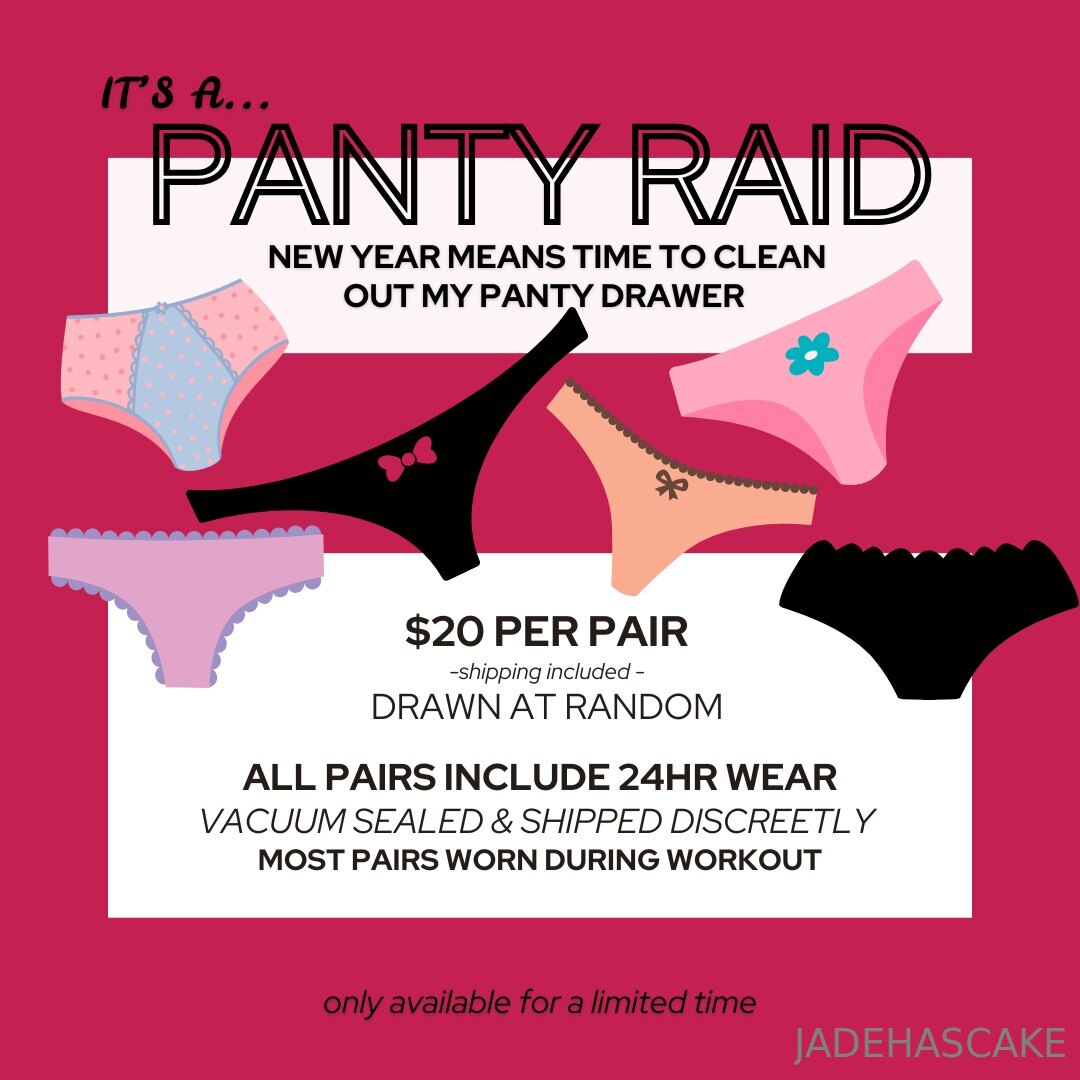 IT'S A...
PANTY RAID
NEW YEAR MEANS TIME TO CLEAN
OUT MY PANTY DRAWER
$20 PER PAIR
-shipping included -
DRAWN AT RANDOM
ALL PAIRS INCLUDE 24HR WEAR
VACUUM SEALED & SHIPPED DISCREETLY
MOST PAIRS WORN DURING WORKOUT
only available for a limited time
JADEHASCAKE